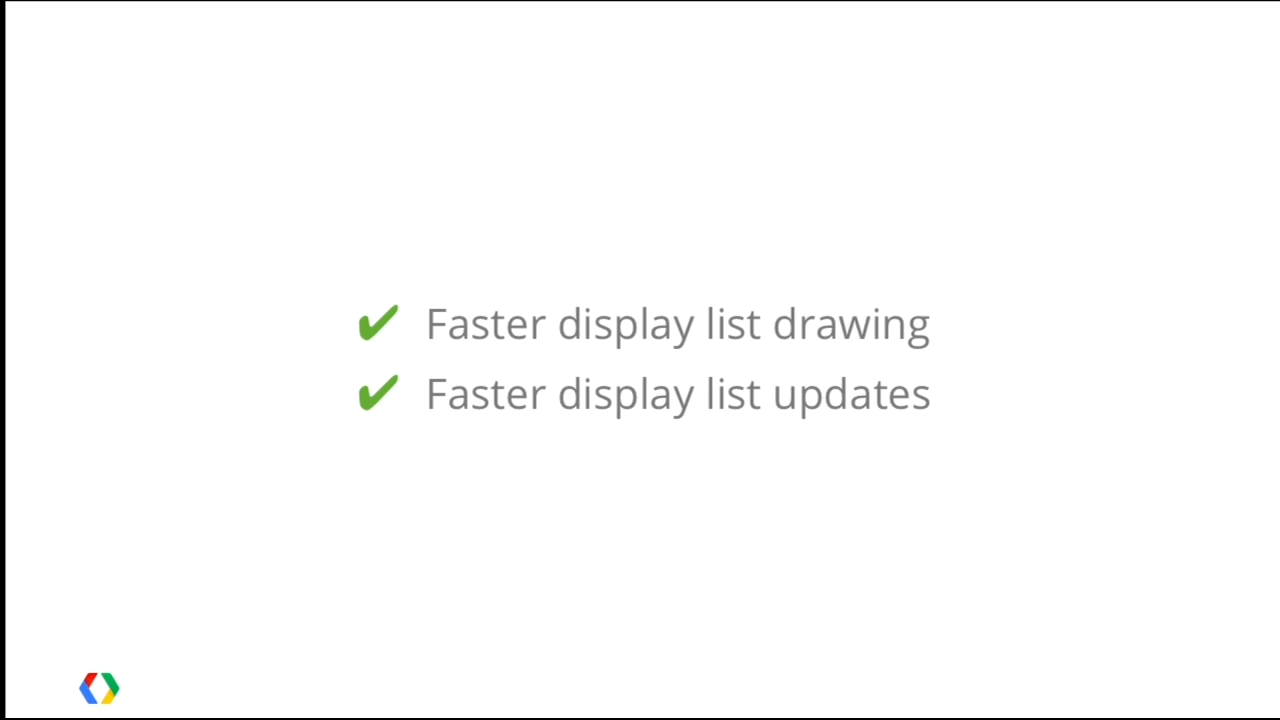 ✔ Faster display list drawing
✔ Faster display list updates